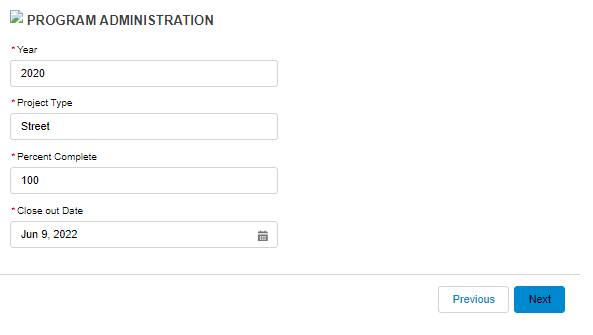 PROGRAM ADMINISTRATION
* Year
2020
* Project Type
Street
* Percent Complete
100
* Close out Date
Jun 9, 2022
Previous Next